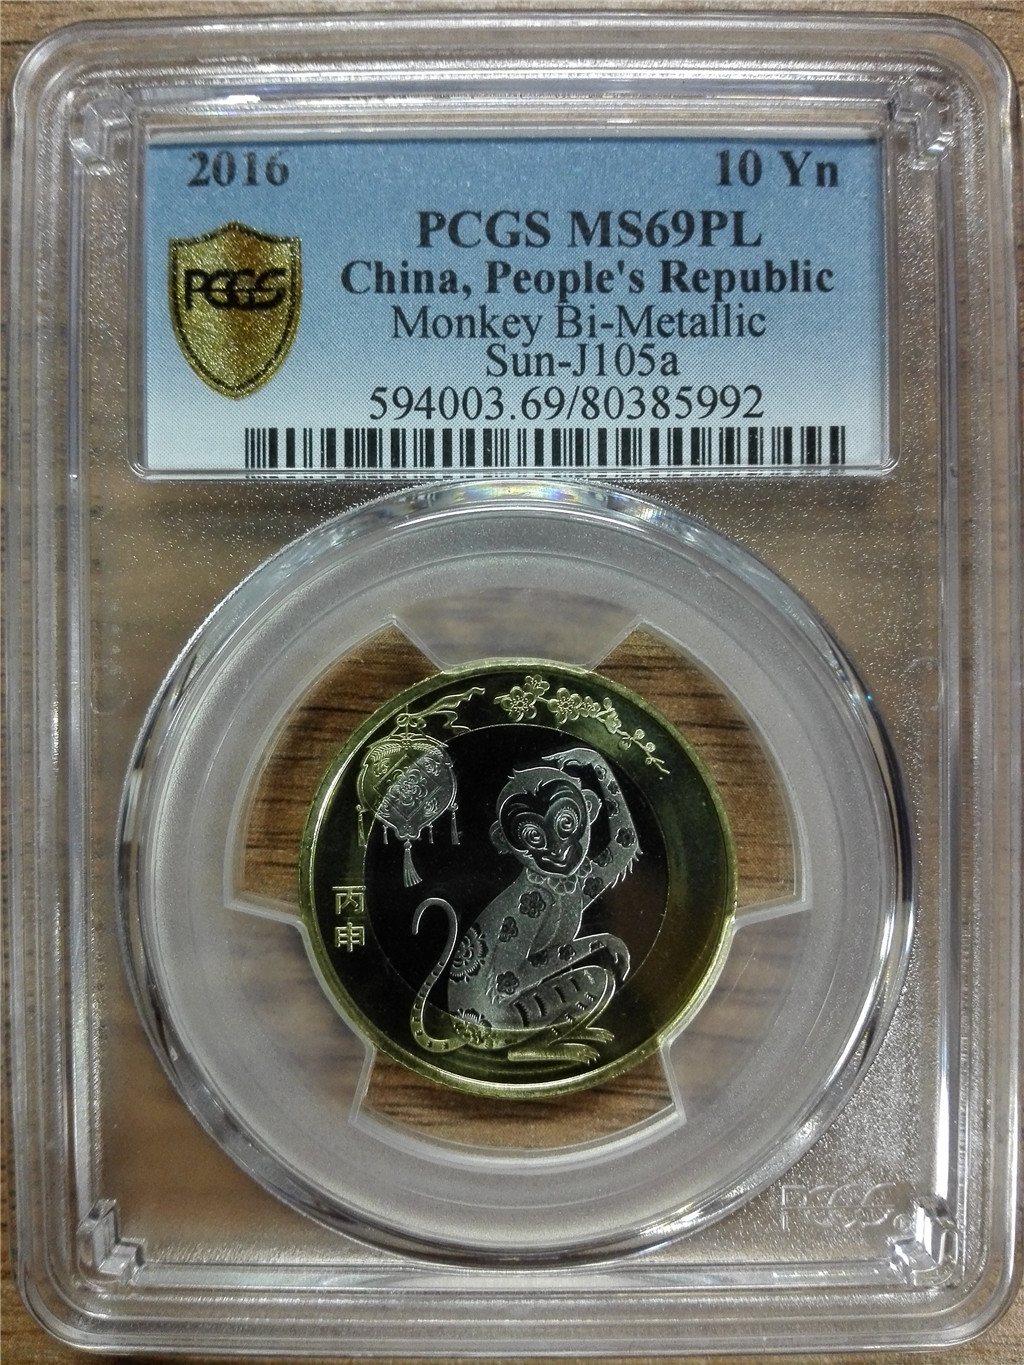 2016 10 Yn
PCGS MS69PL
PCGS China, People's Republic
Monkey Bi-Metallic
Sun-J105a
594003.69/80385992
丙申
PCGS